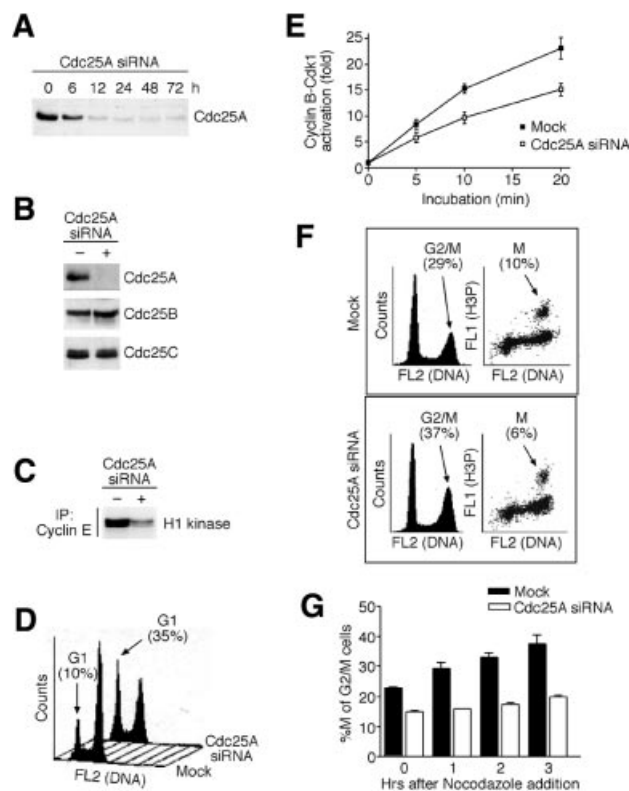 A
Cdc25A siRNA
0 6 12 24 48 72 h
Cdc25A
B
Cdc25A
siRNA
− +
Cdc25A
Cdc25B
Cdc25C
C
Cdc25A
siRNA
− +
IP:
Cyclin E
H1 kinase
D
Counts
G1
(10%)
G1
(35%)
FL2 (DNA)
Cdc25A
siRNA
Mock
E
Cyclin B-Cdk1
activation (fold)
25
20
15
10
5
0
Mock
Cdc25A siRNA
0 5 10 15 20
Incubation (min)
F
Mock
Counts
G2/M
(29%)
FL2 (DNA)
FL1 (H3P)
M
(10%)
FL2 (DNA)
Cdc25A siRNA
Counts
G2/M
(37%)
FL2 (DNA)
FL1 (H3P)
M
(6%)
FL2 (DNA)
G
Mock
Cdc25A siRNA
%M of G2/M cells
50
40
30
20
10
0
0 1 2 3
Hrs after Nocodazole addition